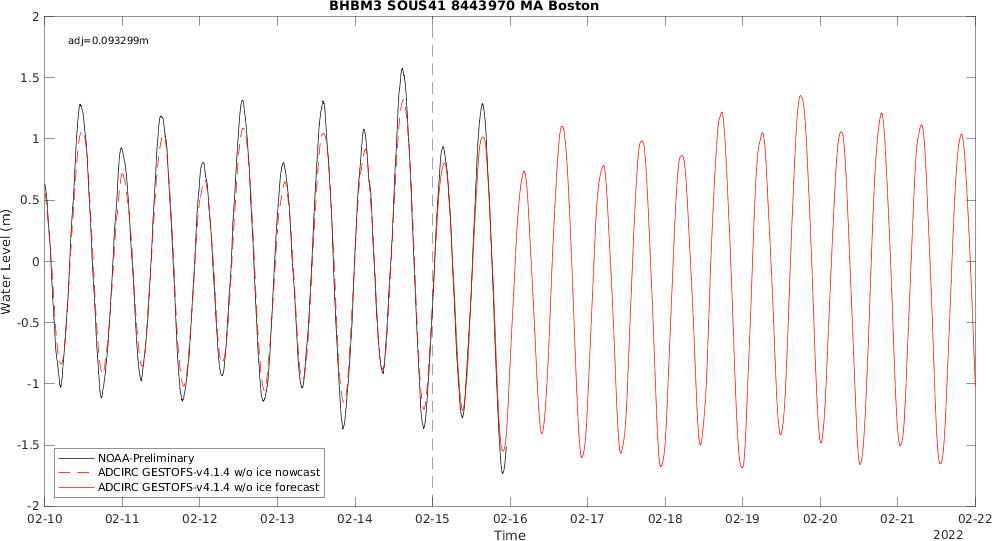 BHBM3 SOUS41 8443970 MA Boston
adj=0.093299m
2
1.5
1
0.5
0
-0.5
-1
-1.5
-2
Water Level (m)
NOAA-Preliminary
ADCIRC GESTOFS-v4.1.4 w/o ice nowcast
ADCIRC GESTOFS-v4.1.4 w/o ice forecast
02-10 02-11 02-12 02-13 02-14 02-15 02-16 02-17 02-18 02-19 02-20 02-21 02-22
Time
2022